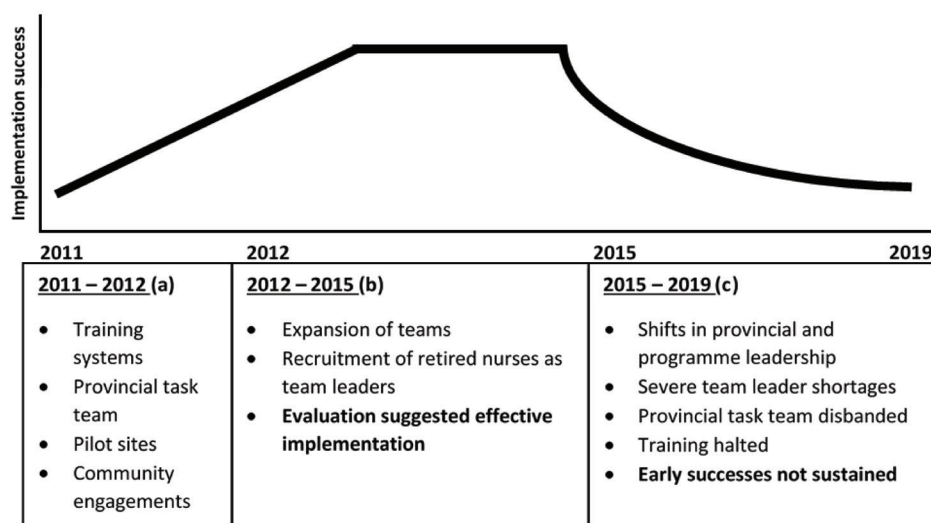 Implementation success
2011
2012
2015
2019
2011 – 2012 (a)
• Training
systems
• Provincial task
team
• Pilot sites
• Community
engagements
2012 – 2015 (b)
• Expansion of teams
• Recruitment of retired nurses as
team leaders
• Evaluation suggested effective
implementation
2015 – 2019 (c)
• Shifts in provincial and
programme leadership
• Severe team leader shortages
• Provincial task team disbanded
• Training halted
• Early successes not sustained